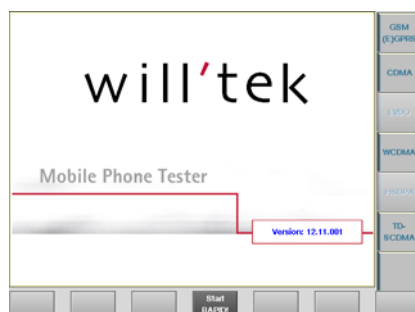 will'tek
Mobile Phone Tester
Version: 12.11.001
GSM
(E)GPRS
CDMA
EVDO
WCDMA
HSDPA
TD-
SCDMA
Start
RAPID!